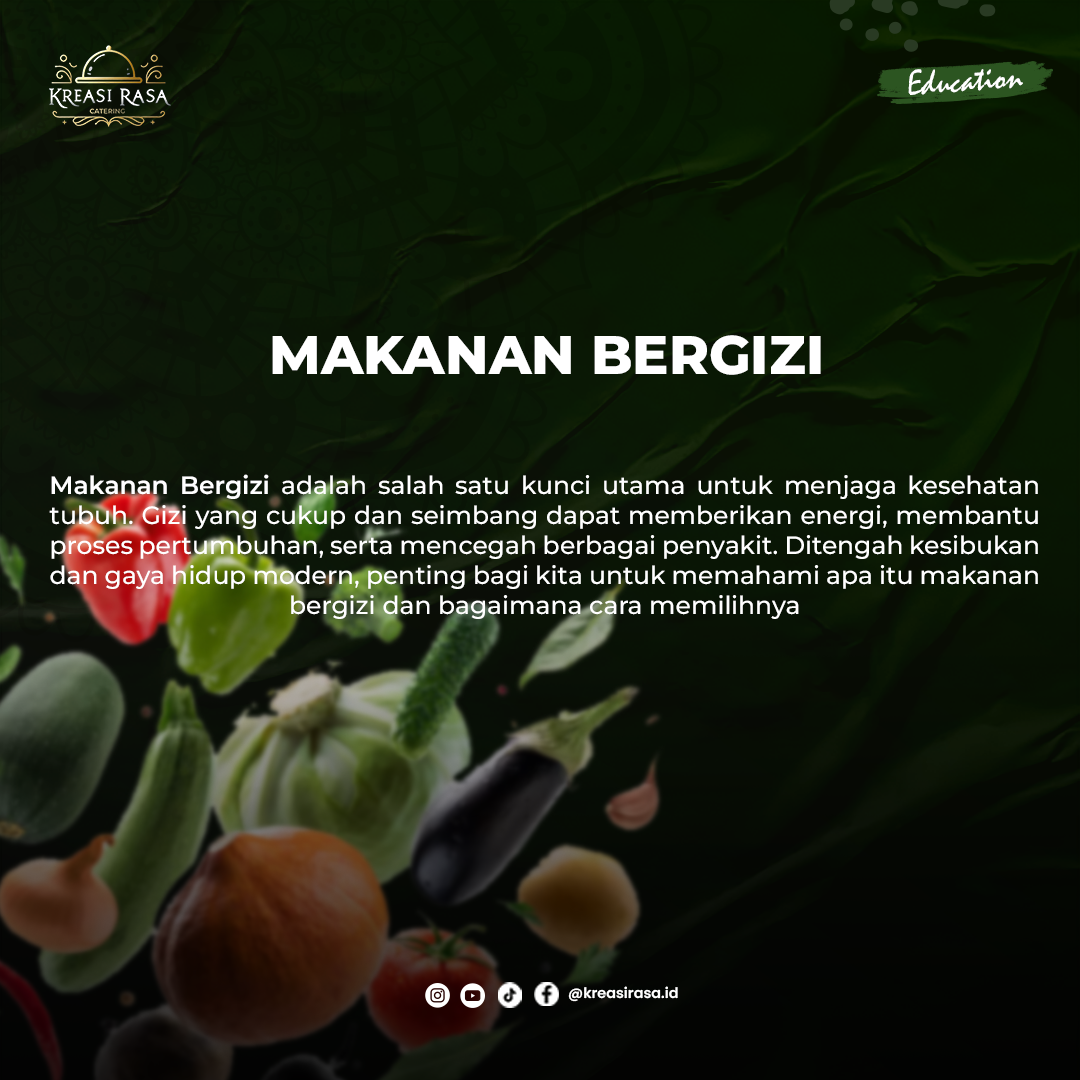 KREASI RASA
CATERING
Education
MAKANAN BERGIZI
Makanan Bergizi adalah salah satu kunci utama untuk menjaga kesehatan
tubuh. Gizi yang cukup dan seimbang dapat memberikan energi, membantu
proses pertumbuhan, serta mencegah berbagai penyakit. Ditengah kesibukan
dan gaya hidup modern, penting bagi kita untuk memahami apa itu makanan
bergizi dan bagaimana cara memilihnya
@kreasirasa.id